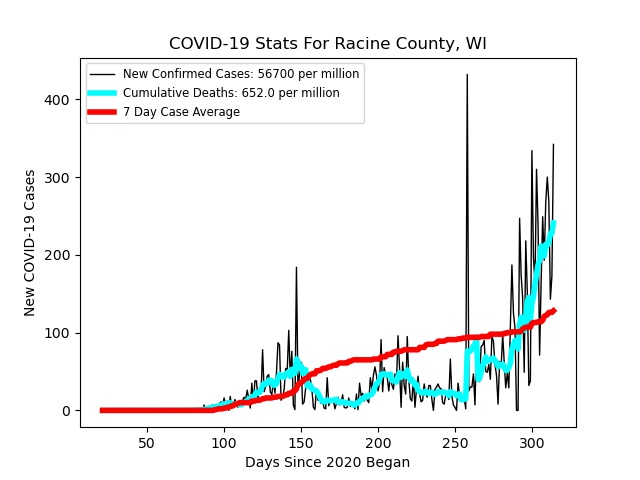 COVID-19 Stats For Racine County, WI
New Confirmed Cases: 56700 per million
Cumulative Deaths: 652.0 per million
7 Day Case Average
New COVID-19 Cases
400
300
200
100
0
50 100 150 200 250 300
Days Since 2020 Began